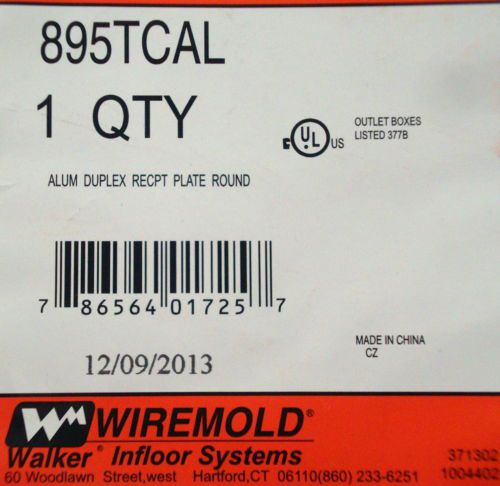 895TCAL
1 QTY
OUTLET BOXES
LISTED 377B
C UL US
ALUM DUPLEX RECPT PLATE ROUND
7 86564 01725 7
MADE IN CHINA
CZ
12/09/2013
WM WIREMOLD®
Walker® Infloor Systems
371302
60 Woodlawn Street,west Hartford,CT 06110(860) 233-6251
1004402